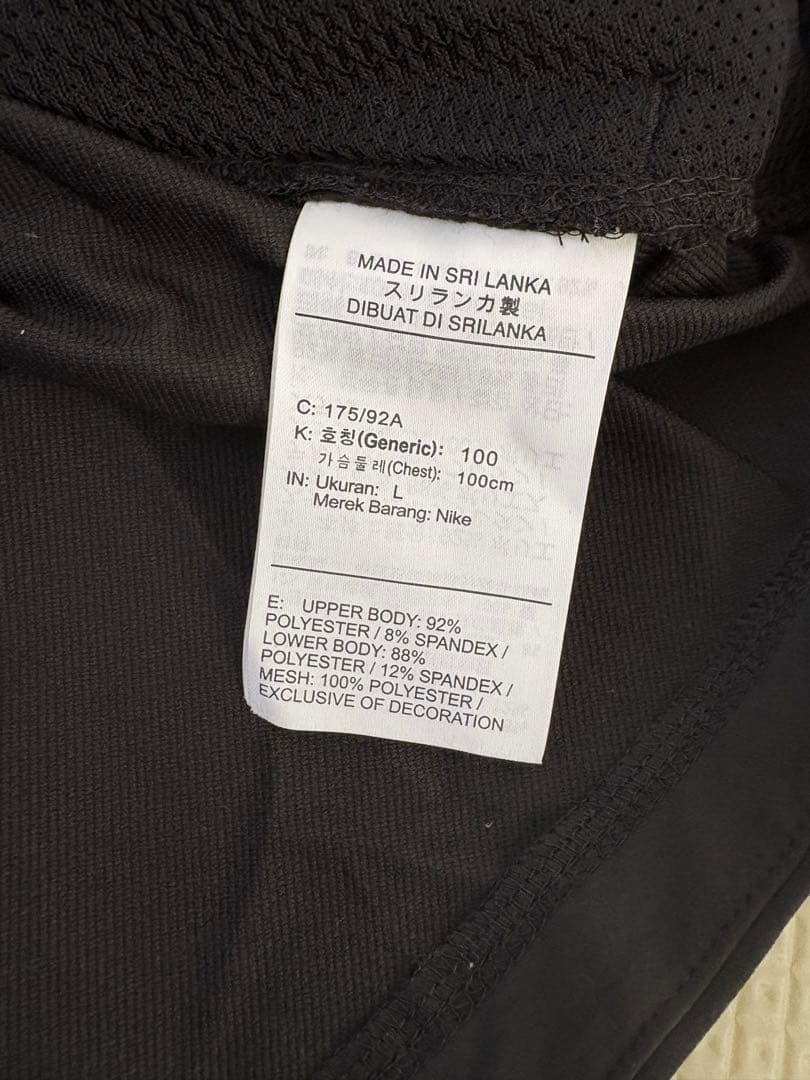 MADE IN SRI LANKA
スリランカ製
DIBUAT DI SRILANKA
C: 175/92A
K: 호칭(Generic): 100
가슴둘레(Chest): 100cm
IN: Ukuran: L
Merek Barang: Nike
E: UPPER BODY: 92%
POLYESTER / 8% SPANDEX /
LOWER BODY: 88%
POLYESTER / 12% SPANDEX /
MESH: 100% POLYESTER /
EXCLUSIVE OF DECORATION